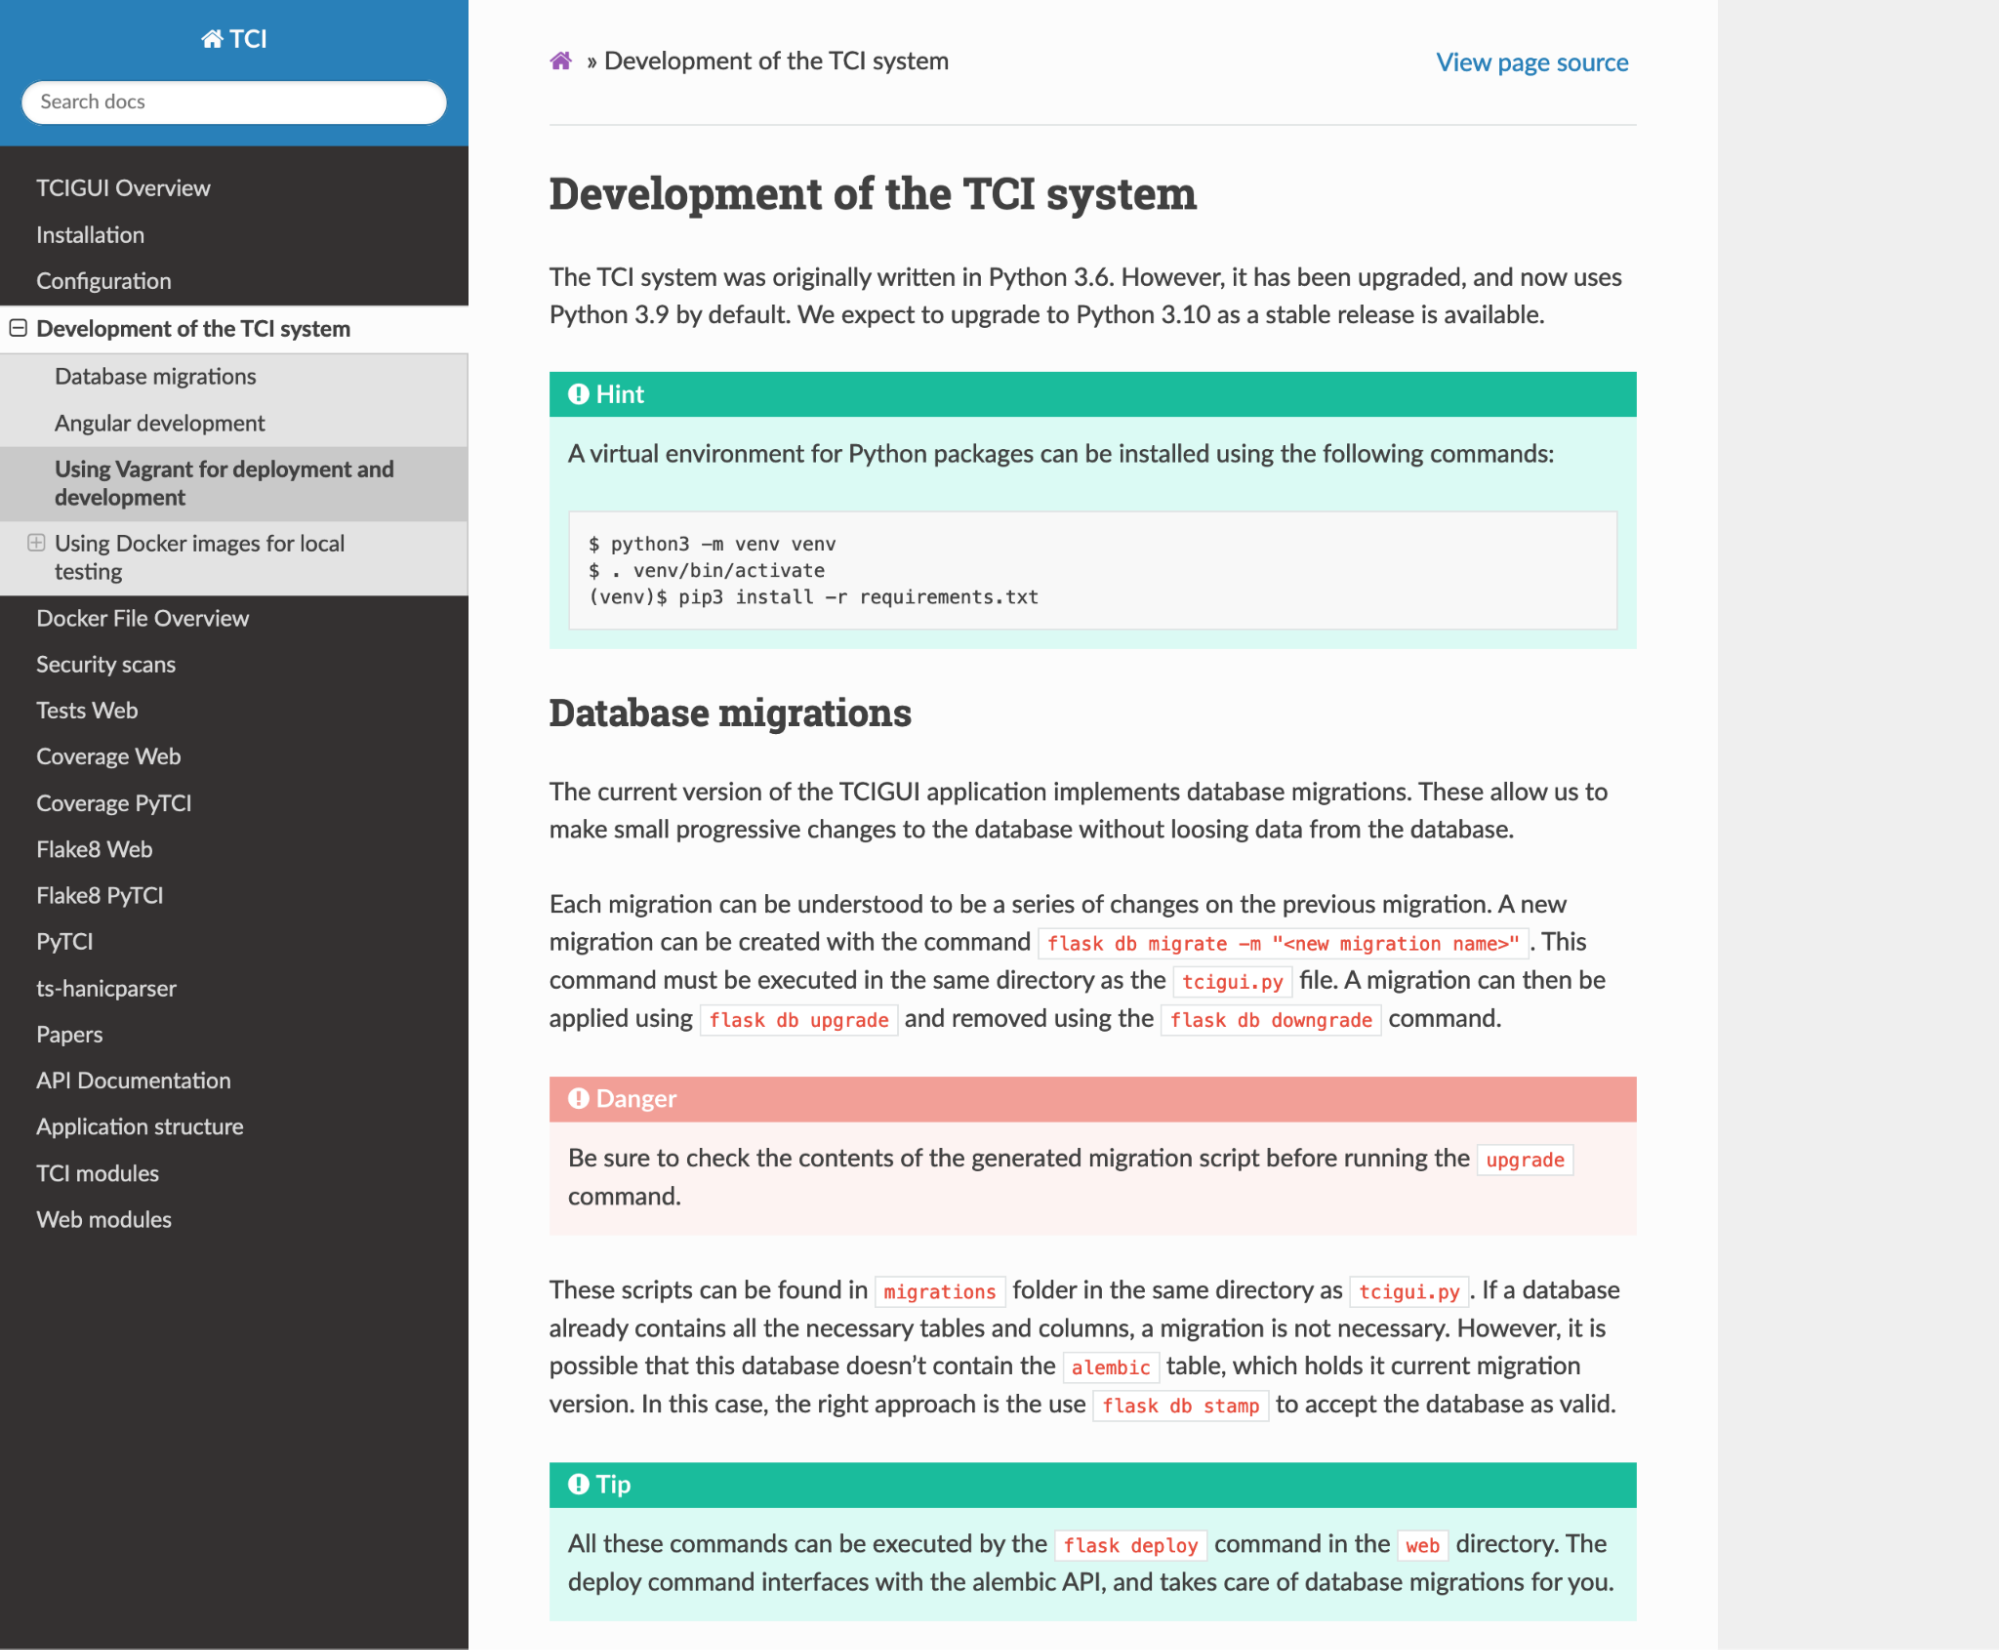 TCI
Search docs
TCIGUI Overview
Installation
Configuration
Development of the TCI system
Database migrations
Angular development
Using Vagrant for deployment and
development
Using Docker images for local
testing
Docker File Overview
Security scans
Tests Web
Coverage Web
Coverage PyTCI
Flake8 Web
Flake8 PyTCI
PyTCI
ts-hanicparser
Papers
API Documentation
Application structure
TCI modules
Web modules
» Development of the TCI system
View page source
Development of the TCI system
The TCI system was originally written in Python 3.6. However, it has been upgraded, and now uses
Python 3.9 by default. We expect to upgrade to Python 3.10 as a stable release is available.
Hint
A virtual environment for Python packages can be installed using the following commands:
$ python3 -m venv venv
$ . venv/bin/activate
(venv)$ pip3 install -r requirements.txt
Database migrations
The current version of the TCIGUI application implements database migrations. These allow us to
make small progressive changes to the database without loosing data from the database.
Each migration can be understood to be a series of changes on the previous migration. A new
migration can be created with the command flask db migrate -m "<new migration name>" . This
command must be executed in the same directory as the tcigui.py file. A migration can then be
applied using flask db upgrade and removed using the flask db downgrade command.
Danger
Be sure to check the contents of the generated migration script before running the upgrade
command.
These scripts can be found in migrations folder in the same directory as tcigui.py . If a database
already contains all the necessary tables and columns, a migration is not necessary. However, it is
possible that this database doesn't contain the alembic table, which holds it current migration
version. In this case, the right approach is the use flask db stamp to accept the database as valid.
Tip
All these commands can be executed by the flask deploy command in the web directory. The
deploy command interfaces with the alembic API, and takes care of database migrations for you.